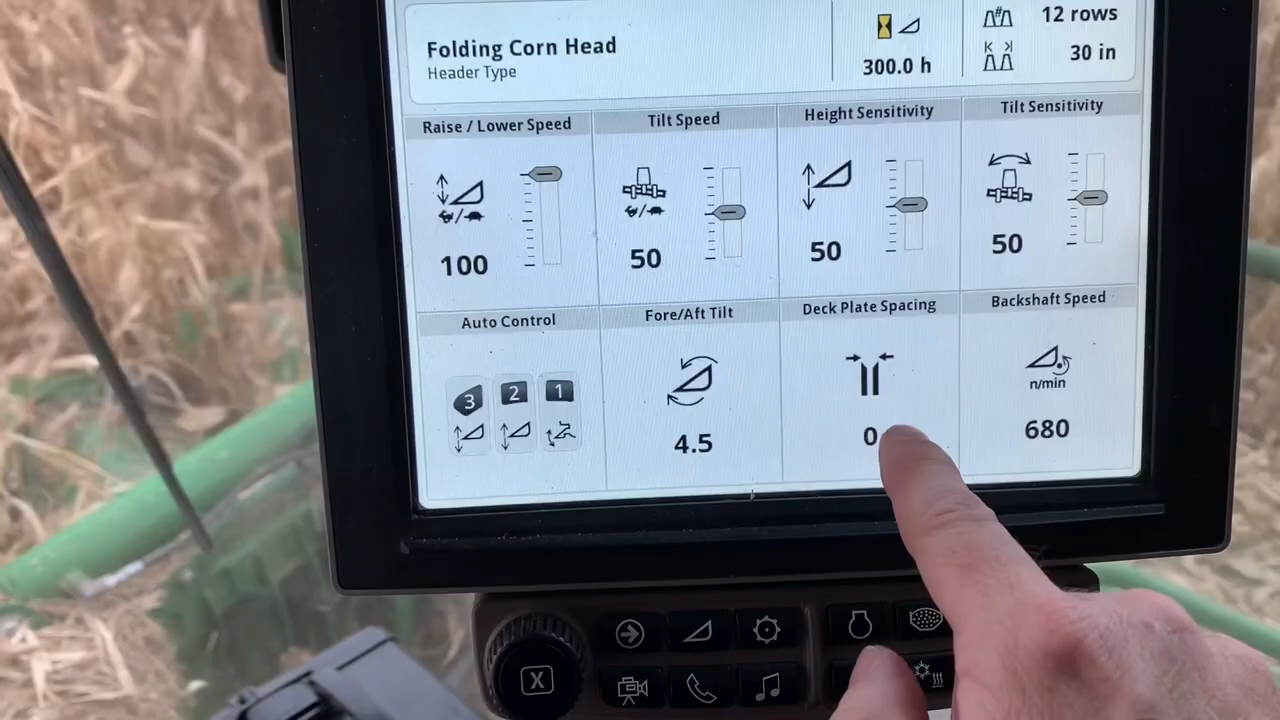 Folding Corn Head
Header Type
300.0 h
12 rows
30 in
Raise / Lower Speed
100
Tilt Speed
50
Height Sensitivity
50
Tilt Sensitivity
50
Auto Control
3 2 1
Fore/Aft Tilt
4.5
Deck Plate Spacing
0
Backshaft Speed
n/min
680
X